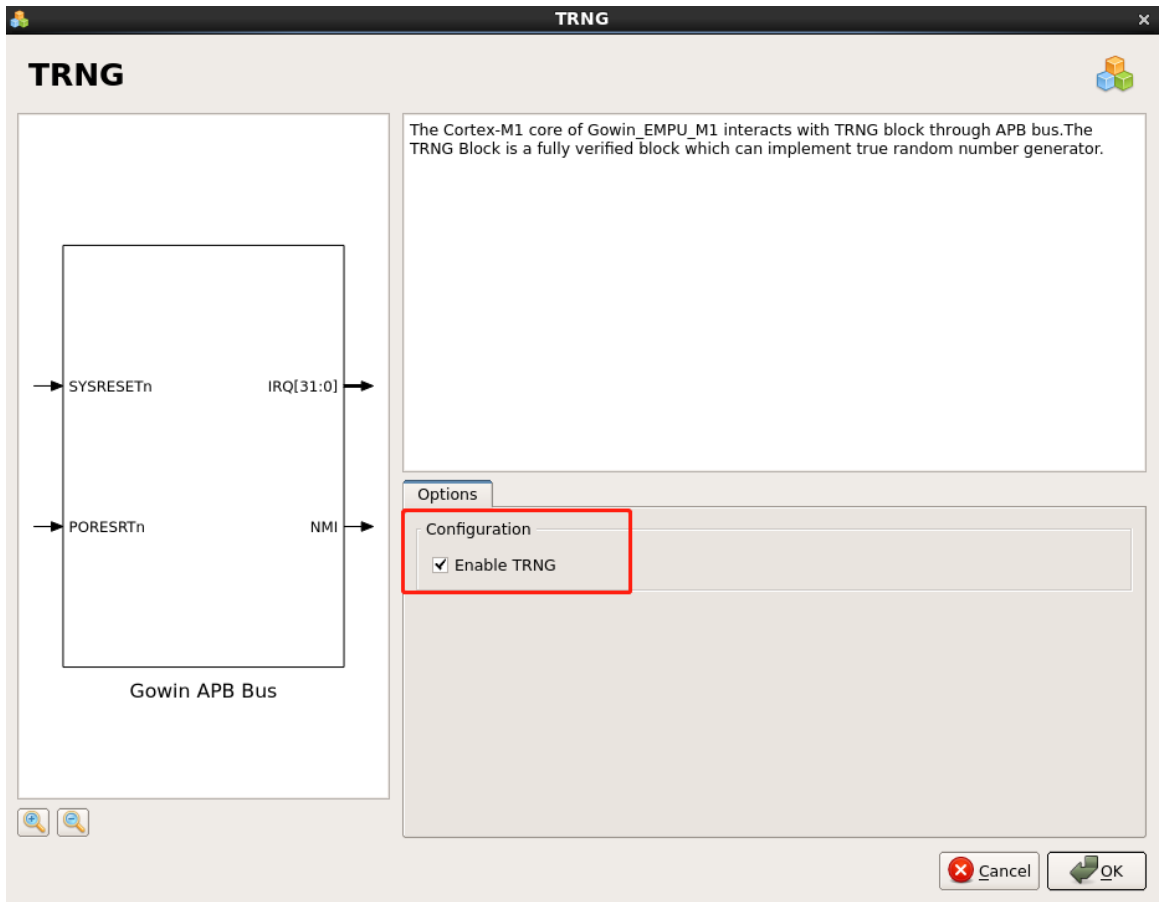 TRNG
TRNG
The Cortex-M1 core of Gowin_EMPU_M1 interacts with TRNG block through APB bus.The
TRNG Block is a fully verified block which can implement true random number generator.
SYSRESETn
IRQ[31:0]
PORESRTn
NMI
Gowin APB Bus
Options
Configuration
Enable TRNG
Cancel
OK